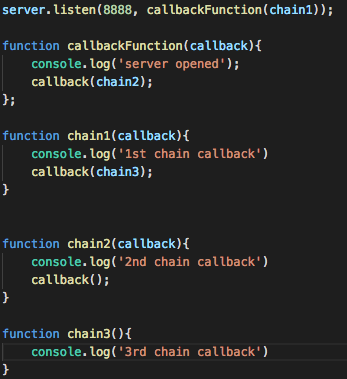 server.listen(8888, callbackFunction(chain1));
function callbackFunction(callback){
console.log('server opened');
callback(chain2);
};
function chain1(callback){
console.log('1st chain callback')
callback(chain3);
}
function chain2(callback){
console.log('2nd chain callback')
callback();
}
function chain3(){
console.log('3rd chain callback')
}